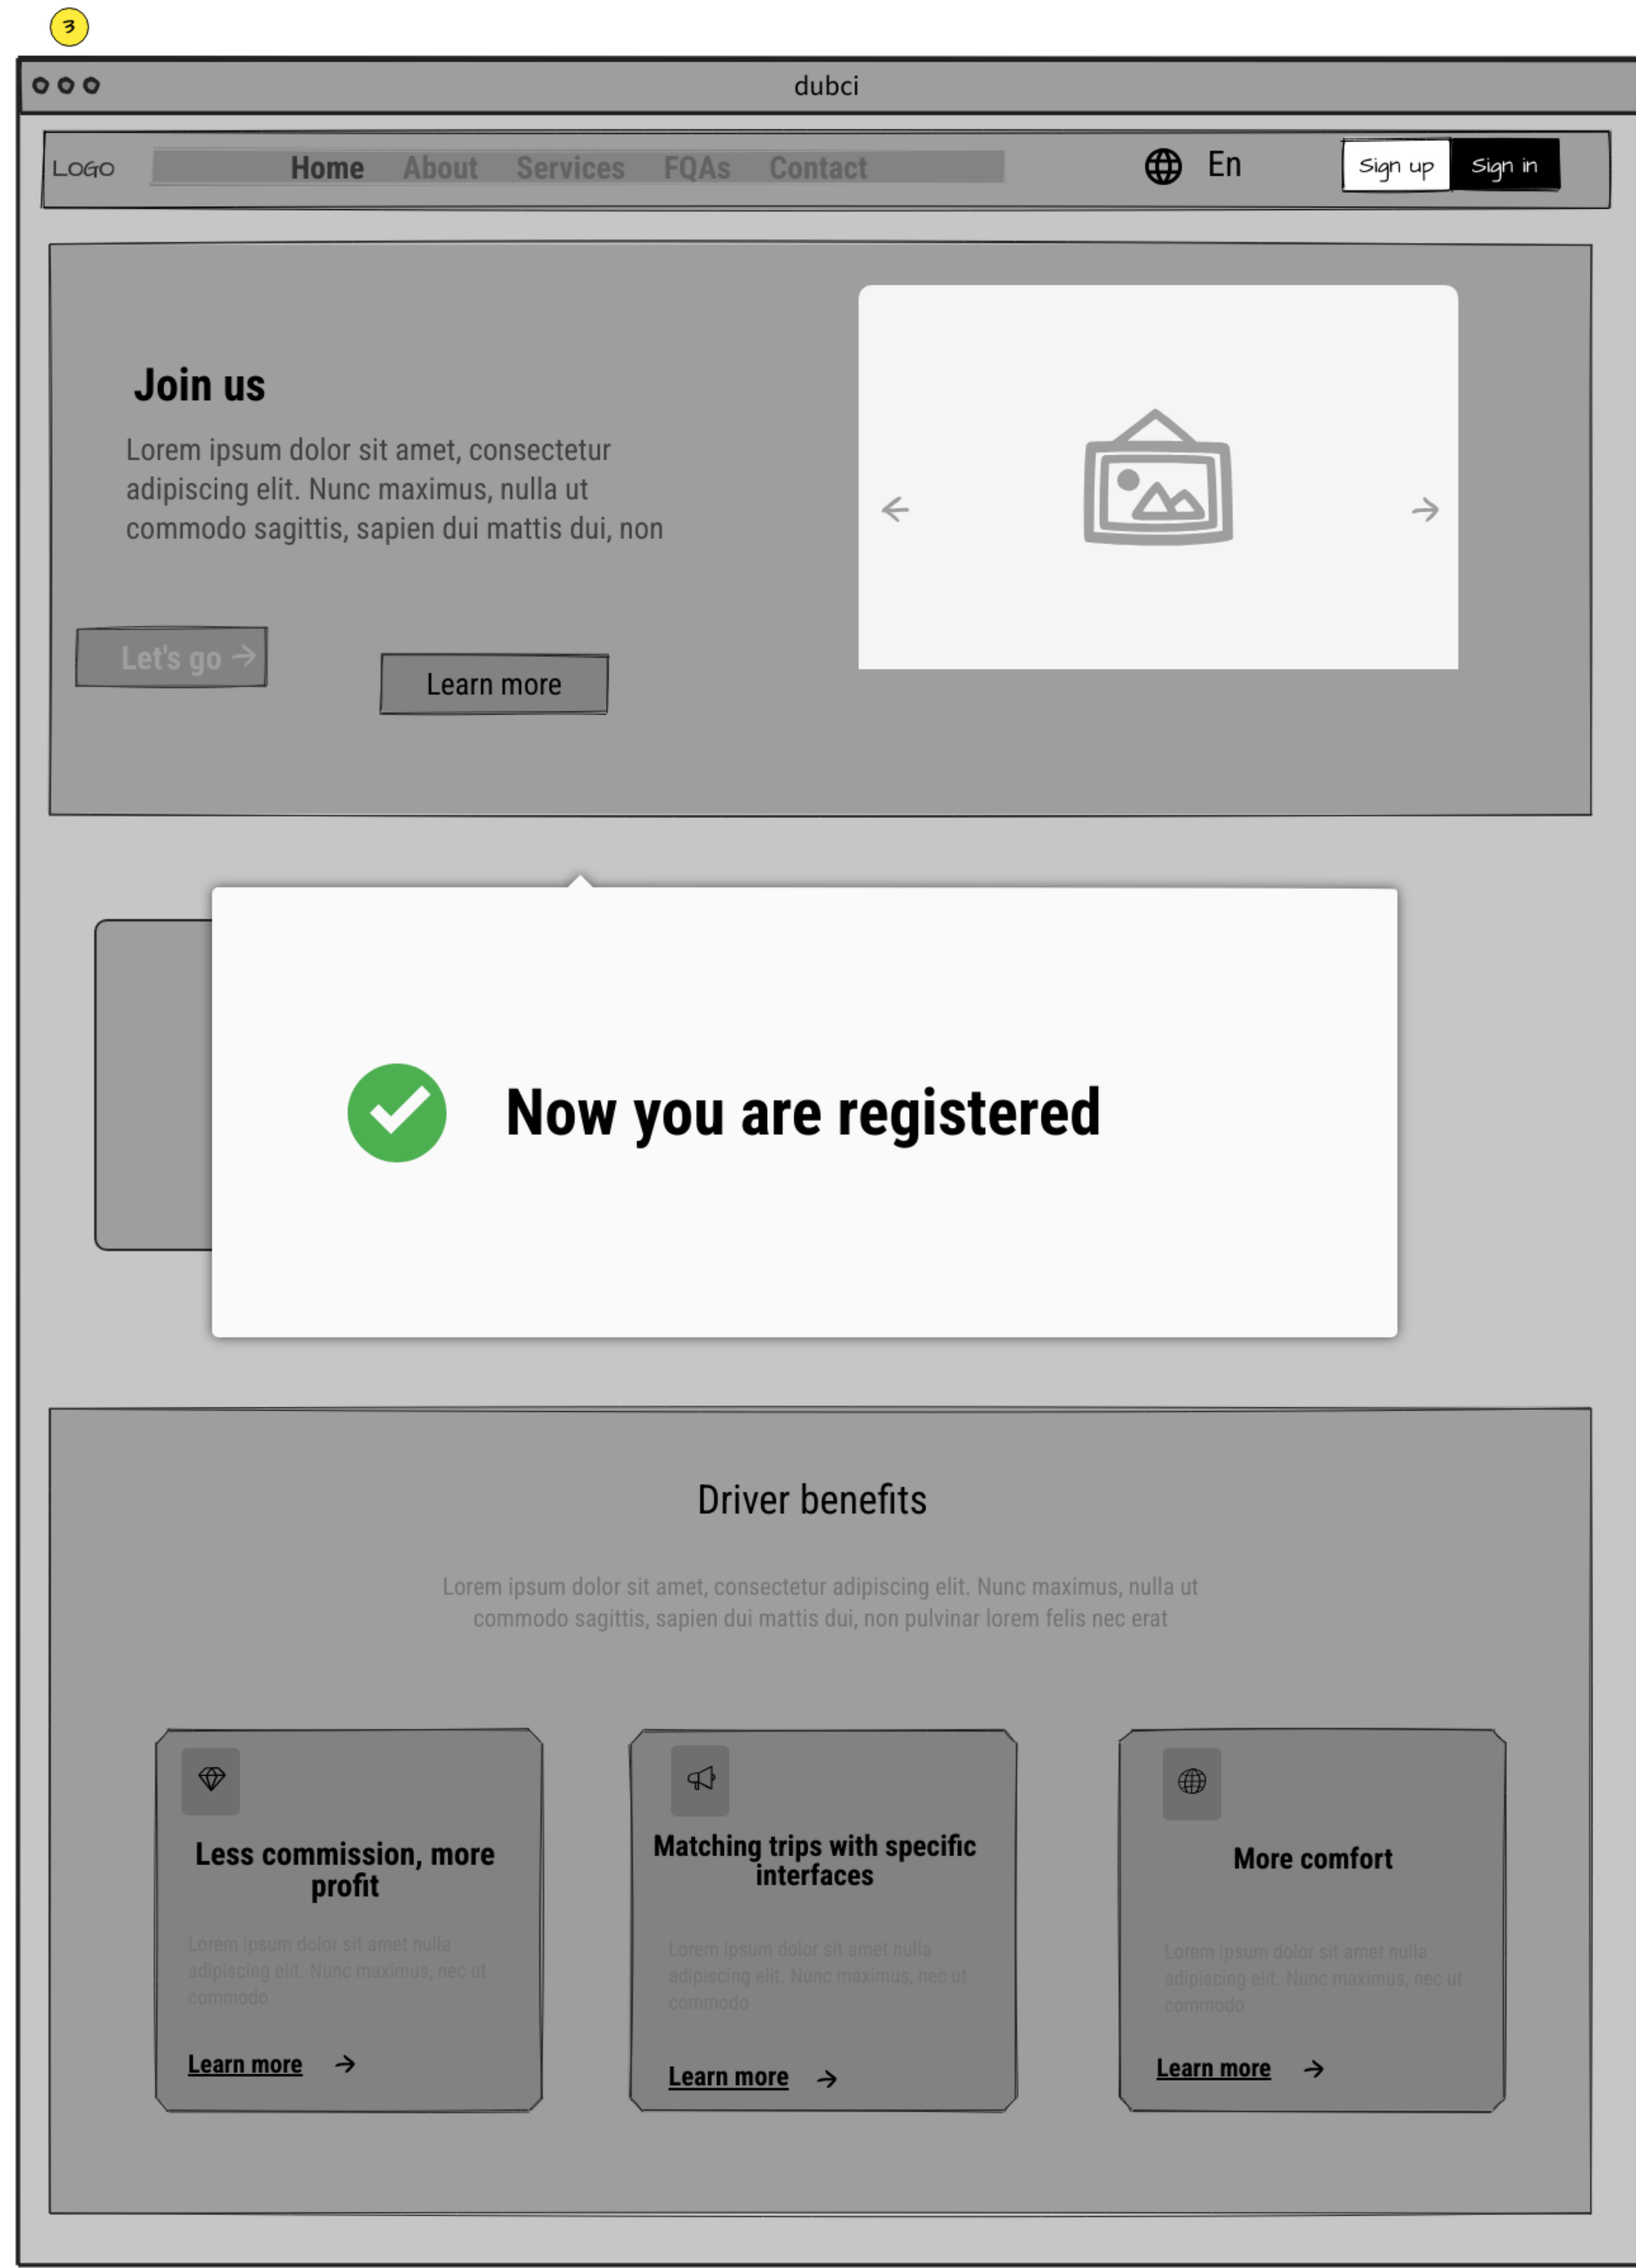 3
dubci
LOGO Home About Services FQAs Contact En Sign up Sign in
Join us
Lorem ipsum dolor sit amet, consectetur
adipiscing elit. Nunc maximus, nulla ut
commodo sagittis, sapien dui mattis dui, non
Let's go
Learn more
Now you are registered
Driver benefits
Lorem ipsum dolor sit amet, consectetur adipiscing elit. Nunc maximus, nulla ut
commodo sagittis, sapien dui mattis dui, non pulvinar lorem felis nec erat
Less commission, more
profit
Lorem ipsum dolor sit amet nulla
adipiscing elit. Nunc maximus, nec ut
commodo
Learn more
Matching trips with specific
interfaces
Lorem ipsum dolor sit amet nulla
adipiscing elit. Nunc maximus, nec ut
commodo
Learn more
More comfort
Lorem ipsum dolor sit amet nulla
adipiscing elit. Nunc maximus, nec ut
commodo
Learn more